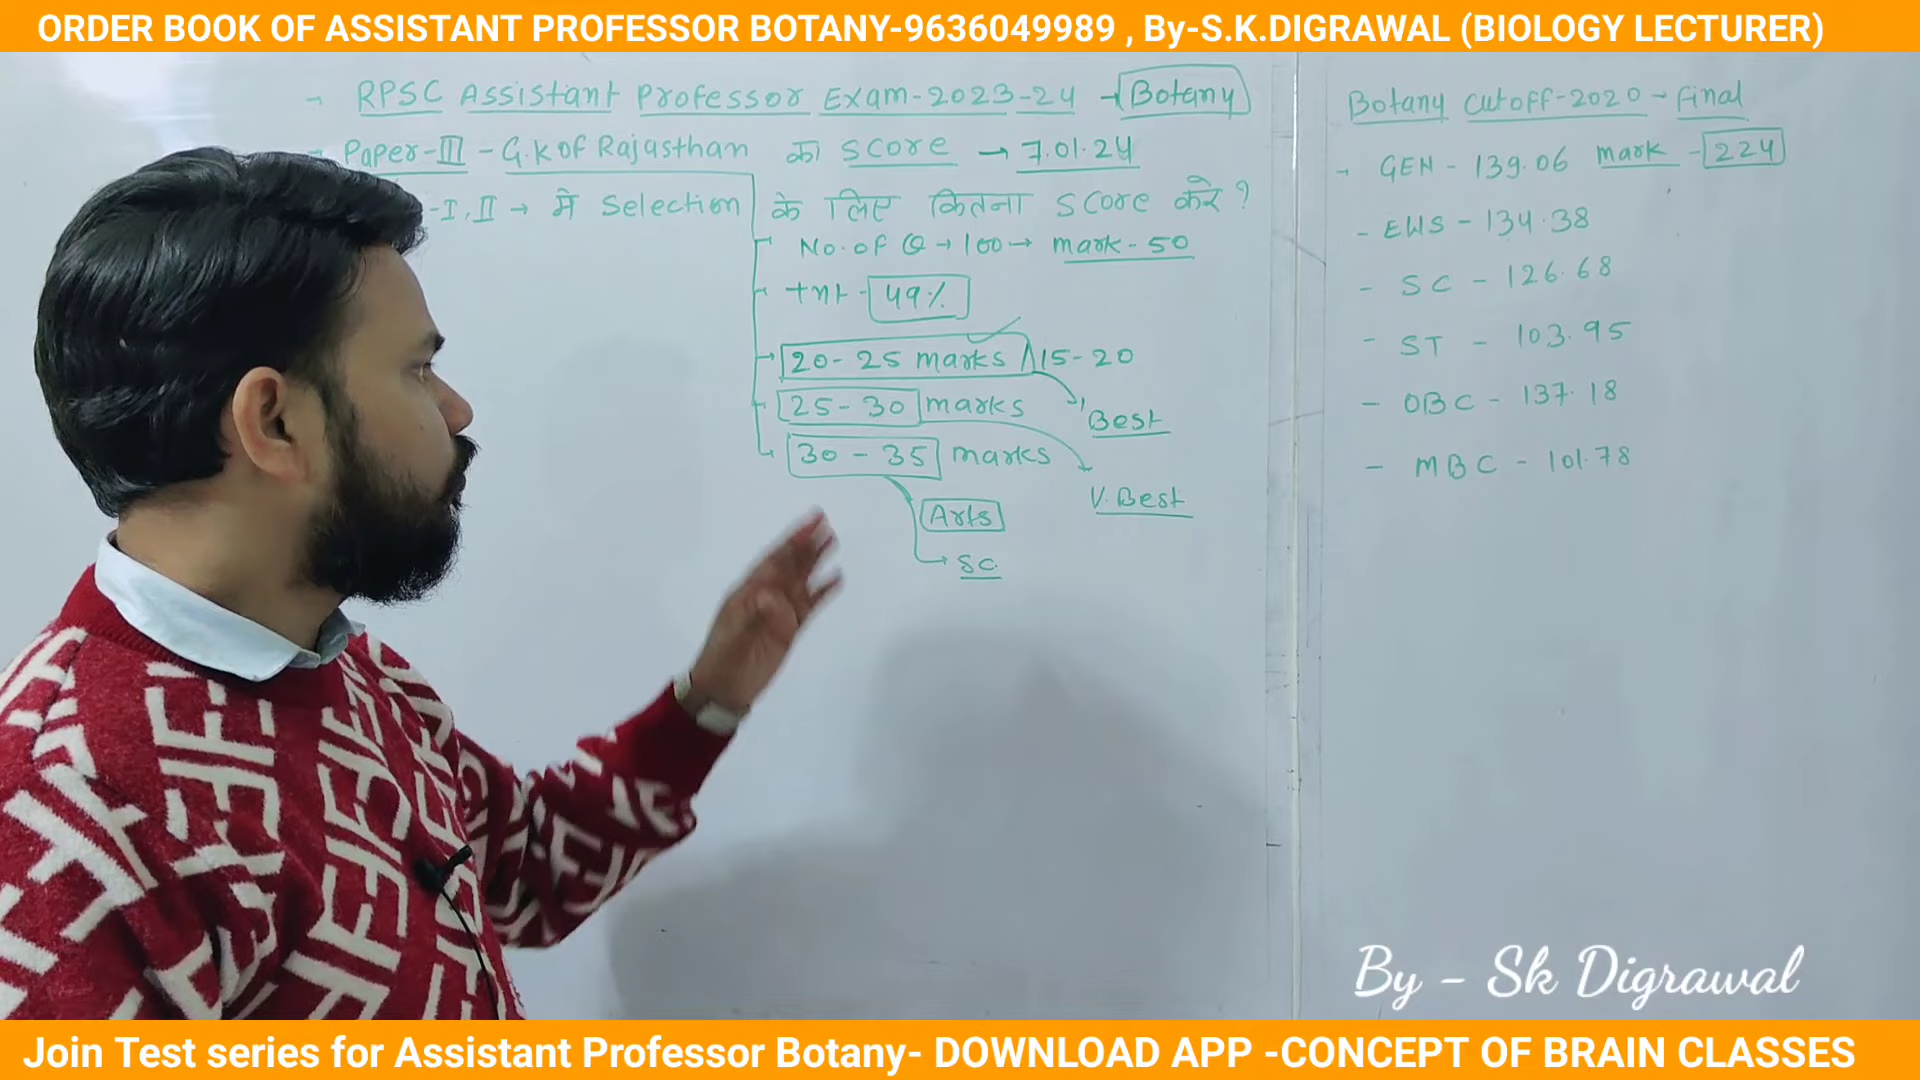 ORDER BOOK OF ASSISTANT PROFESSOR BOTANY-9636049989 , By-S.K.DIGRAWAL (BIOLOGY LECTURER)
→ RPSC Assistant Professor Exam-2023-24 → Botany
Paper-III - G.K of Rajasthan का score → 7.01.24
-I, II → मे Selection के लिए कितना score करे ?
No. of Q → 100 → mark - 50
49%
20 - 25 marks / 15 - 20
Best
25 - 30 marks
V. Best
30 - 35 marks
Arts
→ SC.
Botany Cutoff-2020 - Final
→ GEN - 139.06 mark - 224
- EWS - 134.38
- SC - 126.68
- ST - 103.95
- OBC - 137.18
- MBC - 101.78
By - Sk Digrawal
Join Test series for Assistant Professor Botany- DOWNLOAD APP -CONCEPT OF BRAIN CLASSES